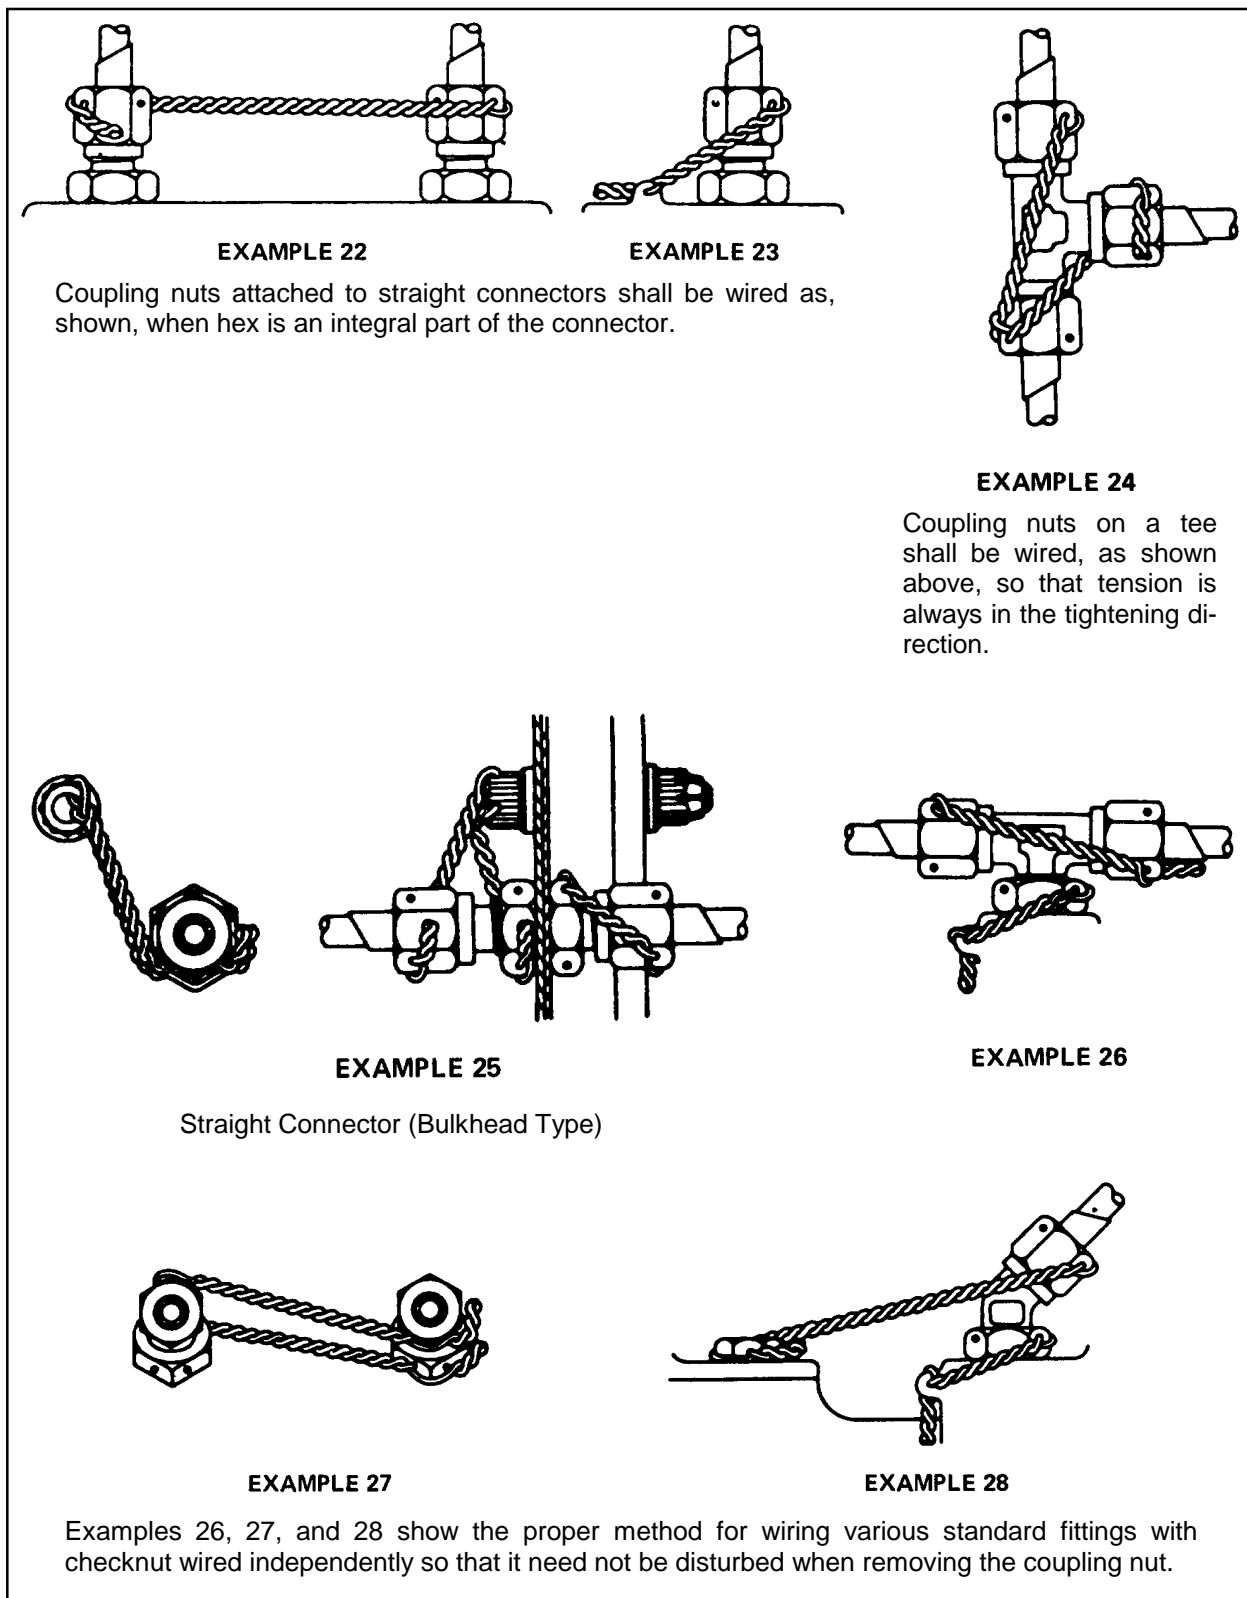 EXAMPLE 22
EXAMPLE 23
Coupling nuts attached to straight connectors shall be wired as,
shown, when hex is an integral part of the connector.
EXAMPLE 24
Coupling nuts on a tee
shall be wired, as shown
above, so that tension is
always in the tightening di-
rection.
EXAMPLE 25
Straight Connector (Bulkhead Type)
EXAMPLE 26
EXAMPLE 27
EXAMPLE 28
Examples 26, 27, and 28 show the proper method for wiring various standard fittings with
checknut wired independently so that it need not be disturbed when removing the coupling nut.